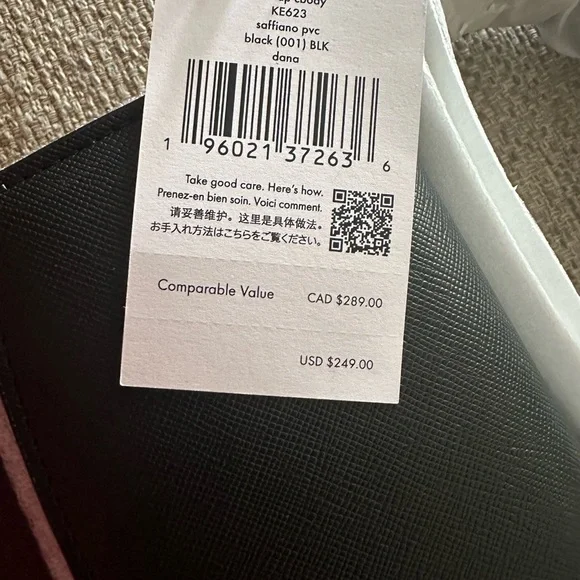 cbody
KE623
saffiano pvc
black (001) BLK
dana
1 96021 37263 6
Take good care. Here's how.
Prenez-en bien soin. Voici comment.
请妥善维护。这里是具体做法。
お手入れ方法はこちらをご覧ください。
Comparable Value CAD $289.00
USD $249.00